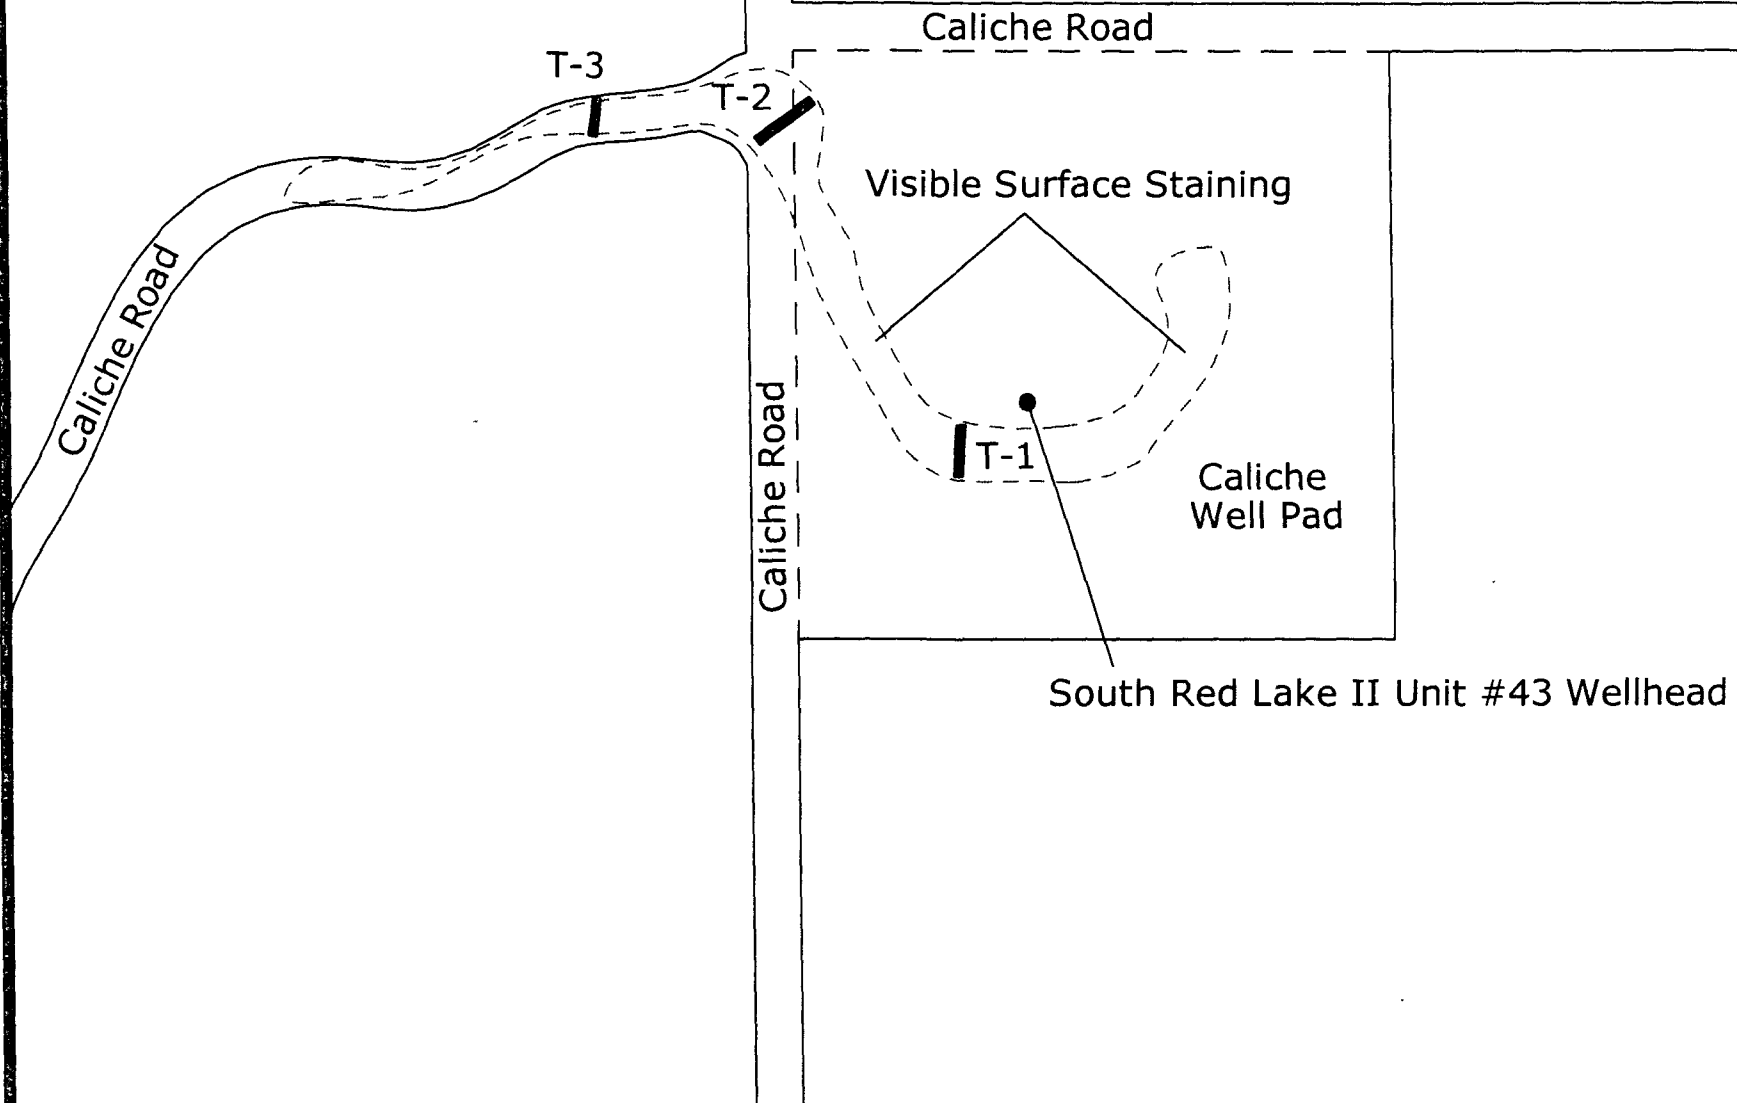 Caliche Road
T-3
T-2
Visible Surface Staining
Caliche Road
Caliche Road
T-1
Caliche
Well Pad
South Red Lake II Unit #43 Wellhead